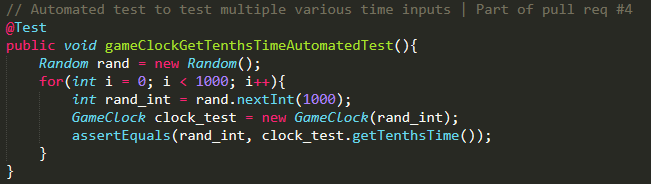 // Automated test to test multiple various time inputs | Part of pull req #4
@Test
public void gameClockGetTenthsTimeAutomatedTest(){
    Random rand = new Random();
    for(int i = 0; i < 1000; i++){
        int rand_int = rand.nextInt(1000);
        GameClock clock_test = new GameClock(rand_int);
        assertEquals(rand_int, clock_test.getTenthsTime());
    }
}